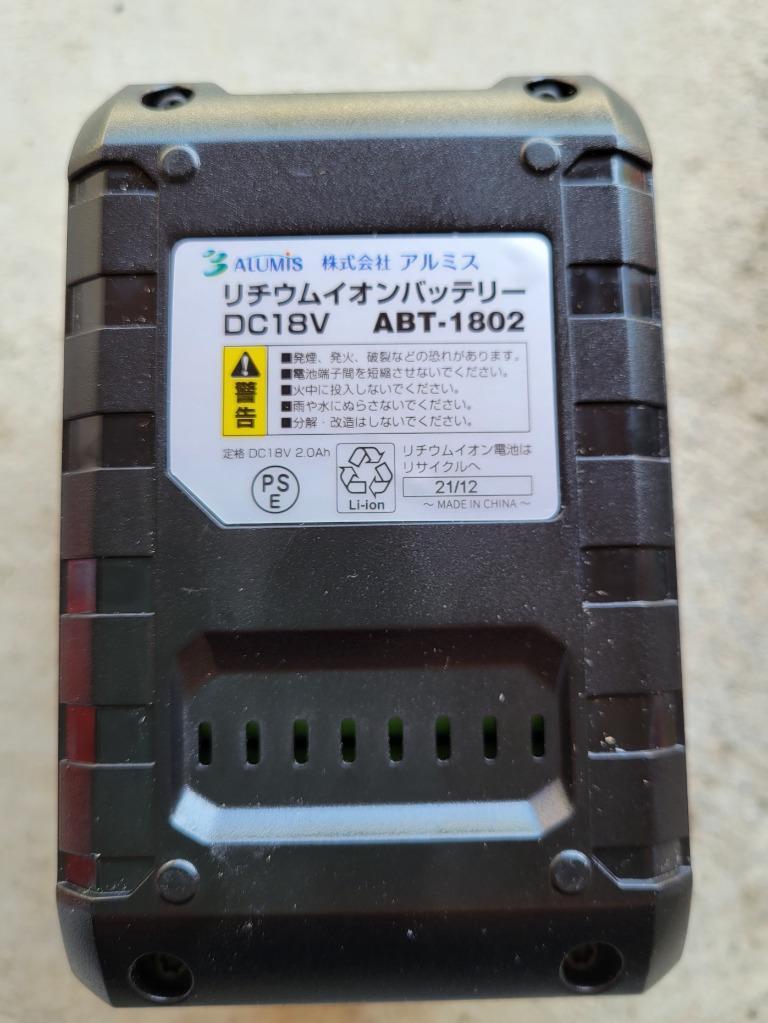 ALUMIS 株式会社 アルミス
リチウムイオンバッテリー
DC18V ABT-1802
警告
■発煙、発火、破裂などの恐れがあります。
■電池端子間を短絡させないでください。
■火中に投入しないでください。
■雨や水にぬらさないでください。
■分解・改造はしないでください。
定格 DC18V 2.0Ah
PS
E
Li-ion
リチウムイオン電池は
リサイクルへ
21/12
～ MADE IN CHINA ～